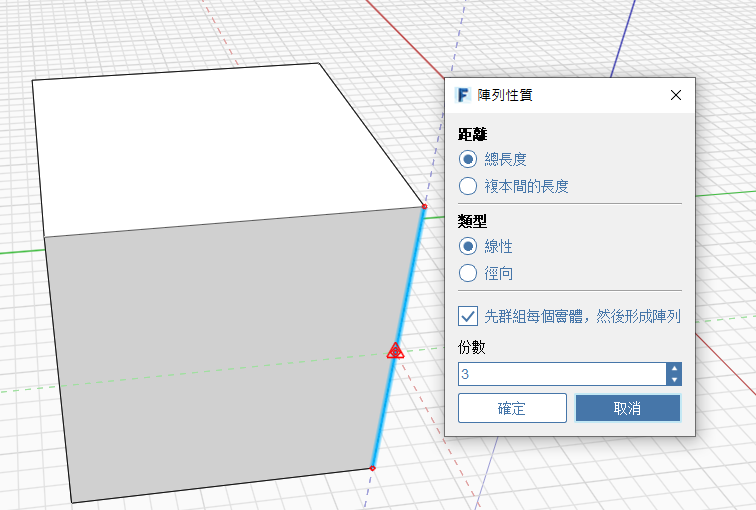 F 陣列性質
距離
總長度
複本間的長度
類型
線性
徑向
先群組每個實體，然後形成陣列
份數
3
確定 取消